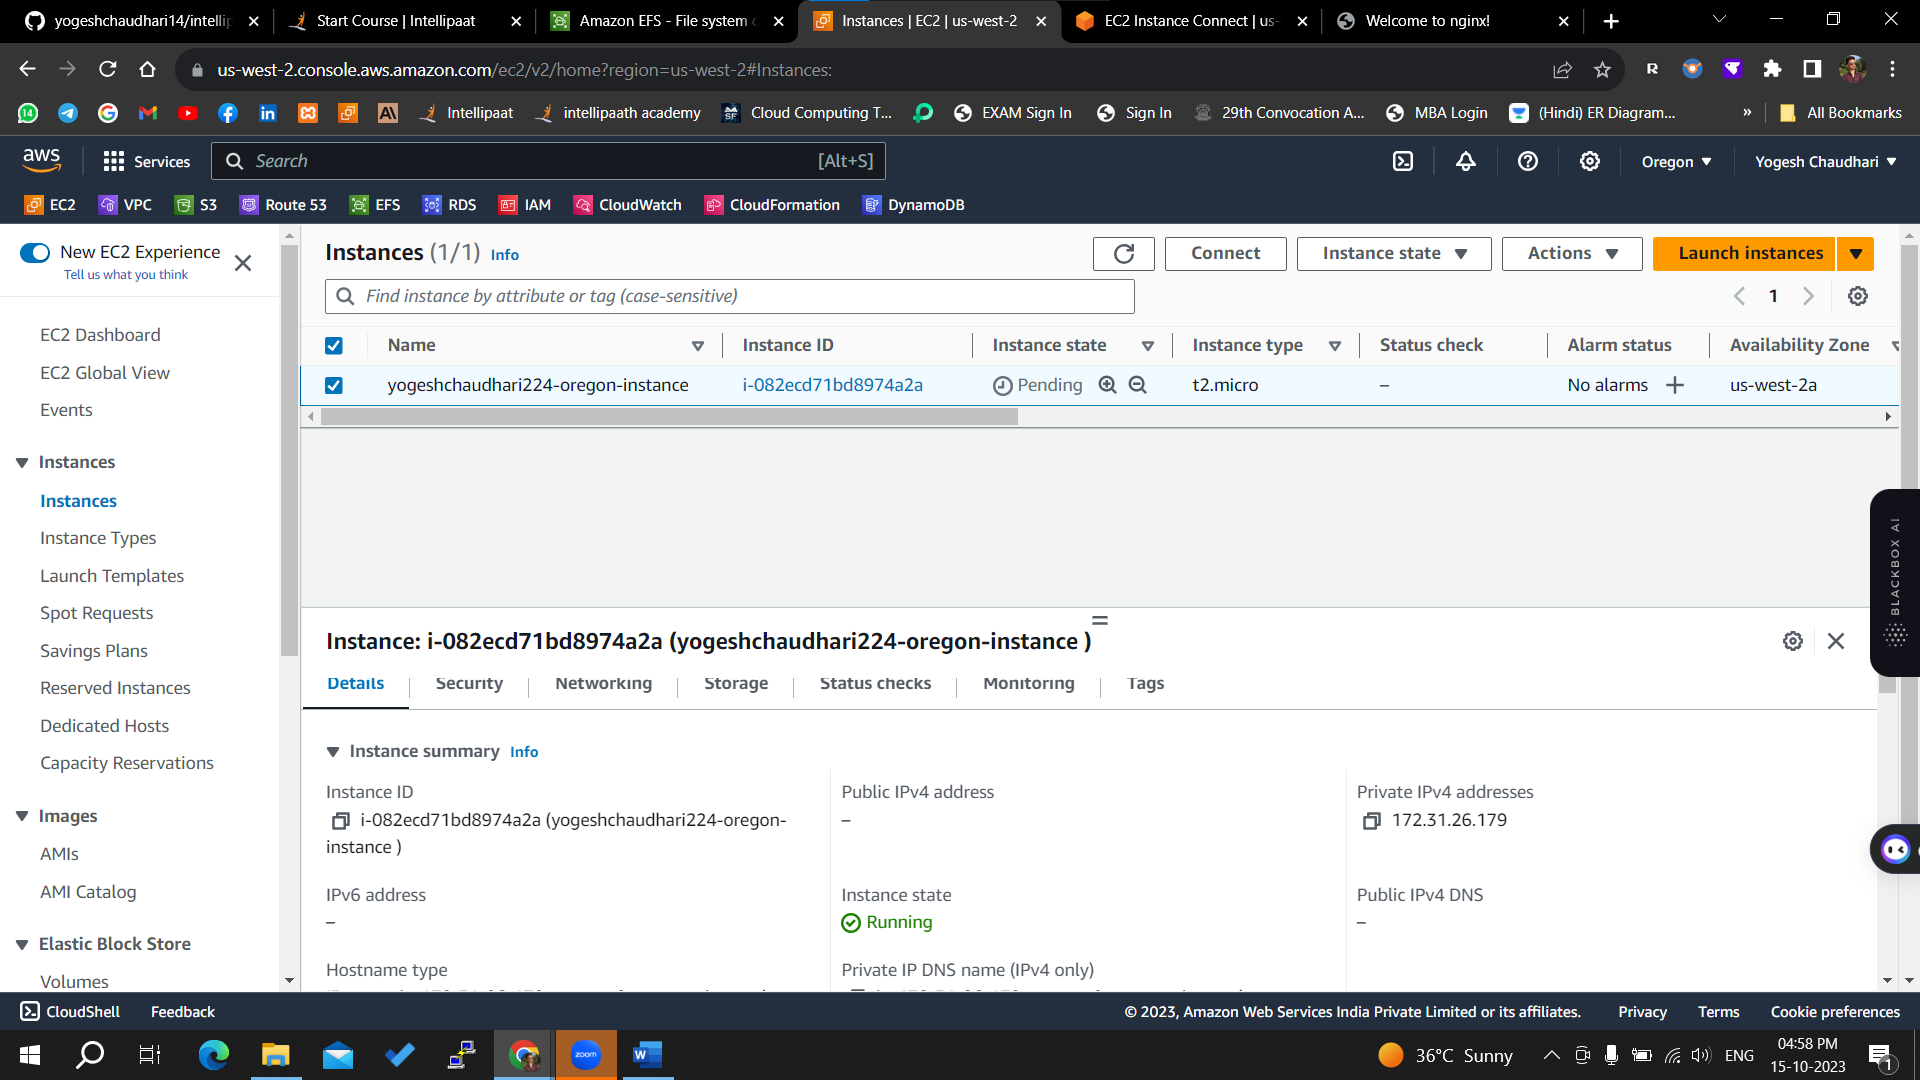 yogeshchaudhari14/intellip
Start Course | Intellipaat
Amazon EFS - File system c
Instances | EC2 | us-west-2
EC2 Instance Connect | us-
Welcome to nginx!
us-west-2.console.aws.amazon.com/ec2/v2/home?region=us-west-2#Instances:
Intellipaat
intellipaath academy
Cloud Computing T...
EXAM Sign In
Sign In
29th Convocation A...
MBA Login
(Hindi) ER Diagram...
»
All Bookmarks
aws
Services
Search
[Alt+S]
Oregon
Yogesh Chaudhari
EC2
VPC
S3
Route 53
EFS
RDS
IAM
CloudWatch
CloudFormation
DynamoDB
New EC2 Experience
Tell us what you think
EC2 Dashboard
EC2 Global View
Events
Instances
Instances
Instance Types
Launch Templates
Spot Requests
Savings Plans
Reserved Instances
Dedicated Hosts
Capacity Reservations
Images
AMIs
AMI Catalog
Elastic Block Store
Volumes
Instances (1/1) Info
Connect
Instance state
Actions
Launch instances
Find instance by attribute or tag (case-sensitive)
1
Name
Instance ID
Instance state
Instance type
Status check
Alarm status
Availability Zone
yogeshchaudhari224-oregon-instance
i-082ecd71bd8974a2a
Pending
t2.micro
–
No alarms
us-west-2a
BLACKBOX AI
Instance: i-082ecd71bd8974a2a (yogeshchaudhari224-oregon-instance )
Details
Security
Networking
Storage
Status checks
Monitoring
Tags
Instance summary Info
Instance ID
i-082ecd71bd8974a2a (yogeshchaudhari224-oregon-
instance )
Public IPv4 address
–
Private IPv4 addresses
172.31.26.179
IPv6 address
–
Instance state
Running
Public IPv4 DNS
–
Hostname type
Private IP DNS name (IPv4 only)
CloudShell
Feedback
© 2023, Amazon Web Services India Private Limited or its affiliates.
Privacy
Terms
Cookie preferences
zoom
36°C Sunny
ENG
04:58 PM
15-10-2023
1